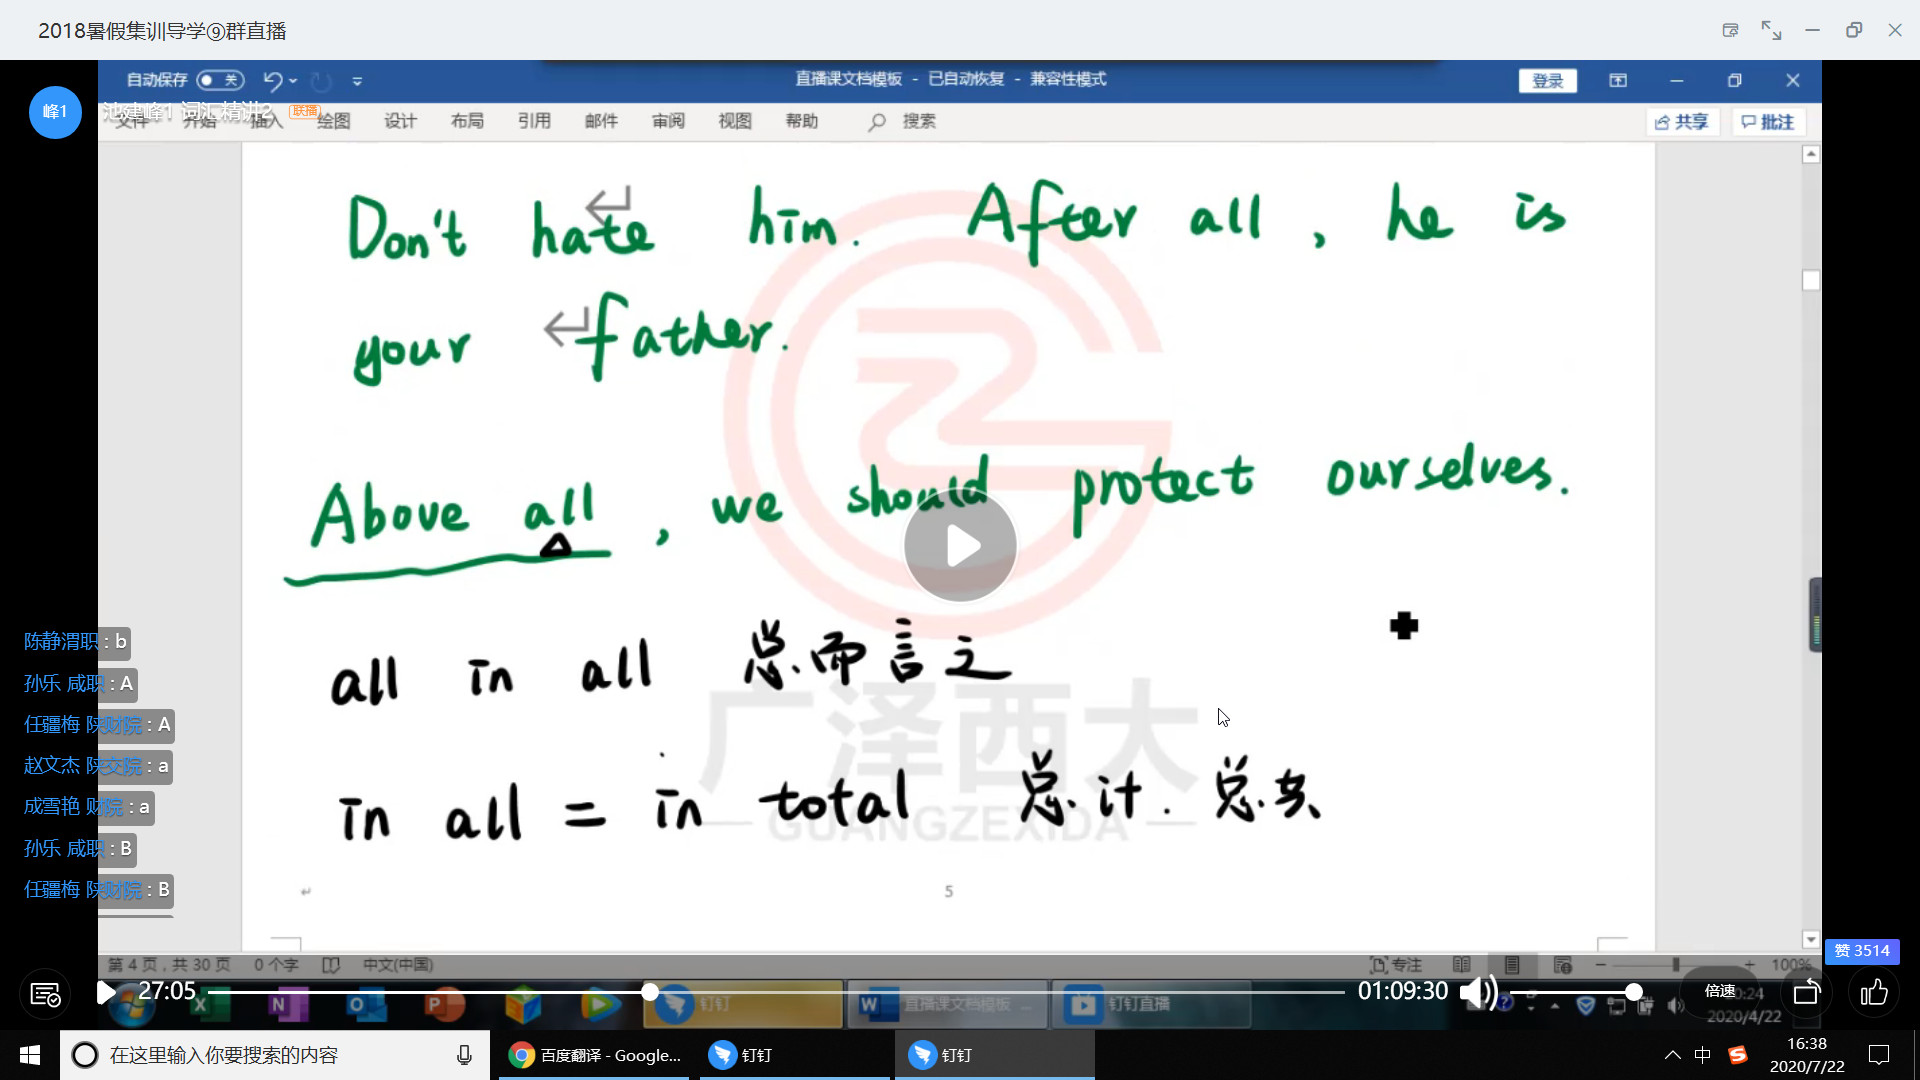 2018暑假集训导学⑨群直播
自动保存 关
直播课文档模板 - 已自动恢复 - 兼容性模式
登录
峰1
池建峰1 词汇精讲2 联播
文件 开始 插入 绘图 设计 布局 引用 邮件 审阅 视图 帮助 搜索
共享 批注
Don't hate him. After all, he is
your father.
Above all, we should protect ourselves.
all in all 总而言之
in all = in total 总计. 总共
广泽西大
GUANGZEXIDA
5
陈静渭职 : b
孙乐 咸职 : A
任疆梅 陕财院 : A
赵文杰 陕交院 : a
成雪艳 财院 : a
孙乐 咸职 : B
任疆梅 陕财院 : B
第 4 页，共 30 页 0 个字 中文(中国)
专注 100%
赞 3514
27:05
01:09:30
倍速
钉钉
直播课文档模板 ...
钉钉直播
2020/4/22
在这里输入你要搜索的内容
百度翻译 - Google...
钉钉
钉钉
中
16:38
2020/7/22